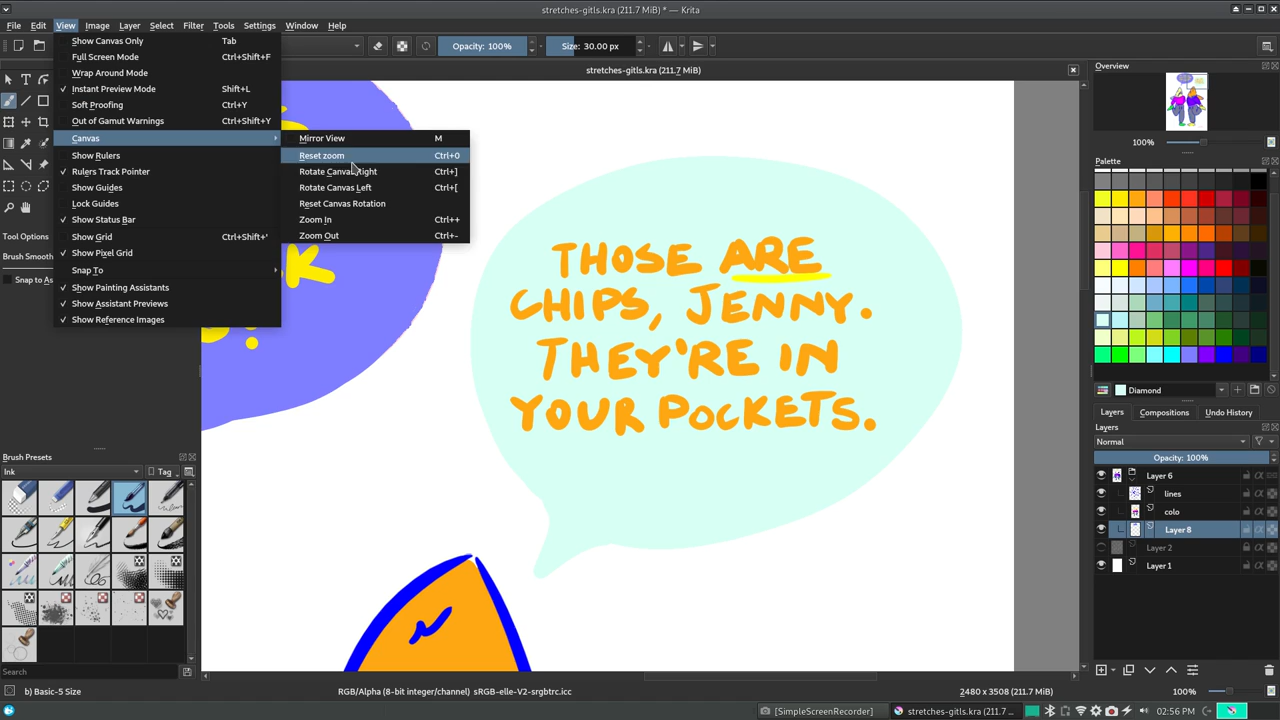 stretches-gitls.kra (211.7 MiB) * — Krita
File Edit View Image Layer Select Filter Tools Settings Window Help
Opacity: 100% Size: 30.00 px
stretches-gitls.kra (211.7 MiB)
Show Canvas Only Tab
Full Screen Mode Ctrl+Shift+F
Wrap Around Mode
Instant Preview Mode Shift+L
Soft Proofing Ctrl+Y
Out of Gamut Warnings Ctrl+Shift+Y
Canvas
Show Rulers
Rulers Track Pointer
Show Guides
Lock Guides
Show Status Bar
Show Grid Ctrl+Shift+'
Show Pixel Grid
Snap To
Show Painting Assistants
Show Assistant Previews
Show Reference Images
Mirror View M
Reset zoom Ctrl+0
Rotate Canvas Right Ctrl+]
Rotate Canvas Left Ctrl+[
Reset Canvas Rotation
Zoom In Ctrl++
Zoom Out Ctrl+-
Tool Options
Brush Smooth
Snap to As
THOSE ARE
CHIPS, JENNY.
THEY'RE IN
YOUR POCKETS.
Brush Presets
Ink Tag
Search
Overview
100%
Palette
Diamond
Layers Compositions Undo History
Layers
Normal
Opacity: 100%
Layer 6
lines
colo
Layer 8
Layer 2
Layer 1
b) Basic-5 Size RGB/Alpha (8-bit integer/channel) sRGB-elle-V2-srgbtrc.icc 2480 x 3508 (211.7 MiB) 100%
[SimpleScreenRecorder] stretches-gitls.kra (211.7 ... 02:56 PM